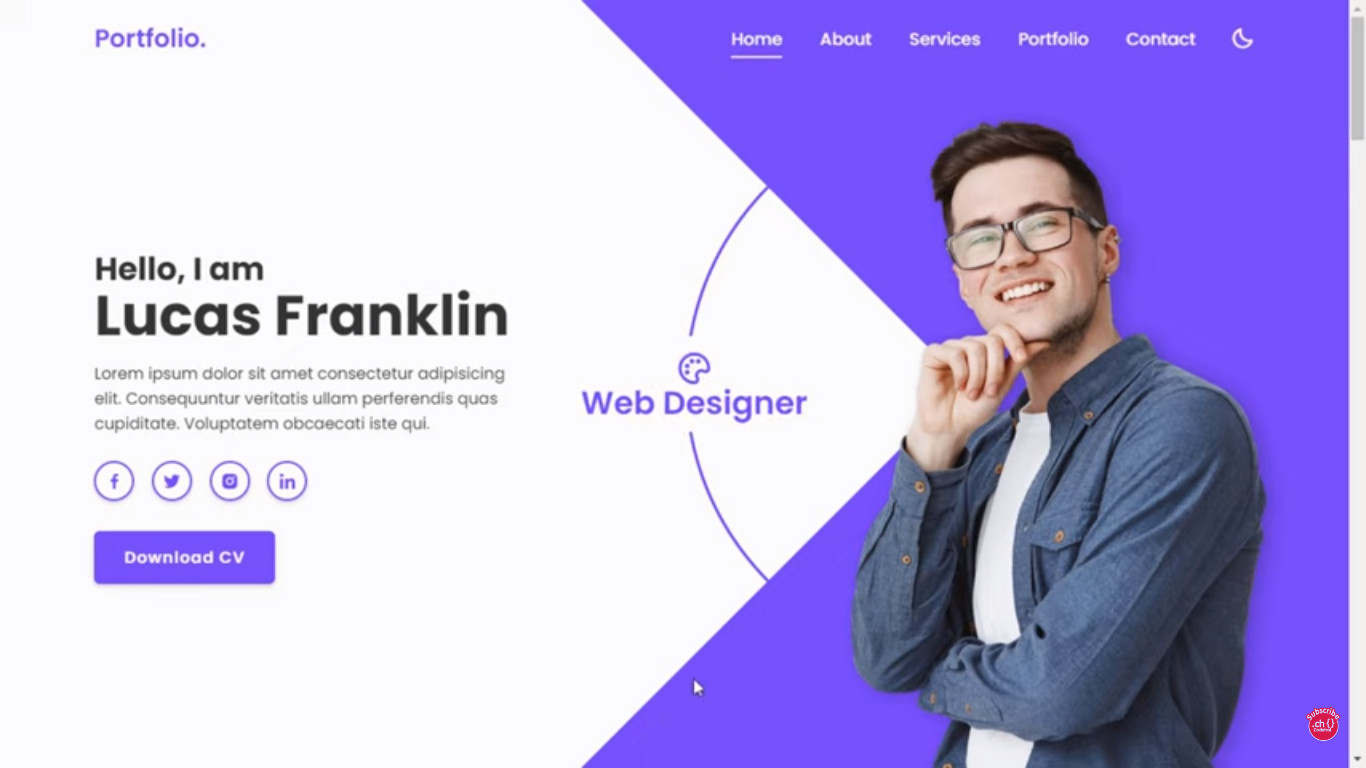 Portfolio.
Home
About
Services
Portfolio
Contact
Hello, I am
Lucas Franklin
Lorem ipsum dolor sit amet consectetur adipisicing
elit. Consequuntur veritatis ullam perferendis quas
cupiditate. Voluptatem obcaecati iste qui.
Download CV
Web Designer
Subscribe
.ch {}